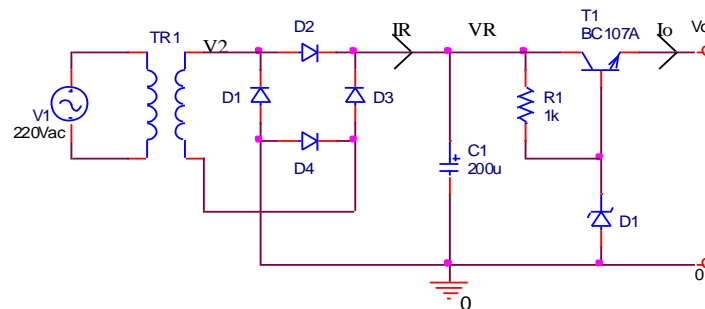 T1
BC107A
TR1
V2
D2
IR
VR
Io
D1
D3
R1
1k
V1
220Vac
D4
C1
200u
D1
0
0